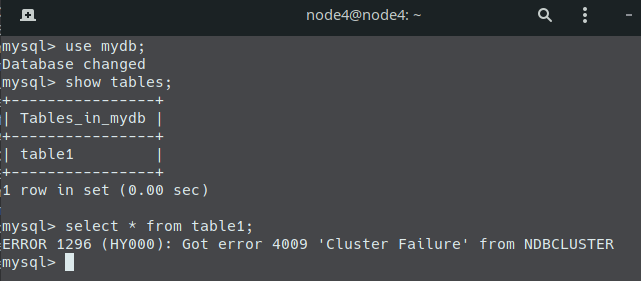 node4@node4: ~
mysql> use mydb;
Database changed
mysql> show tables;
+----------------+
| Tables_in_mydb |
+----------------+
| table1         |
+----------------+
1 row in set (0.00 sec)
mysql> select * from table1;
ERROR 1296 (HY000): Got error 4009 'Cluster Failure' from NDBCLUSTER
mysql>